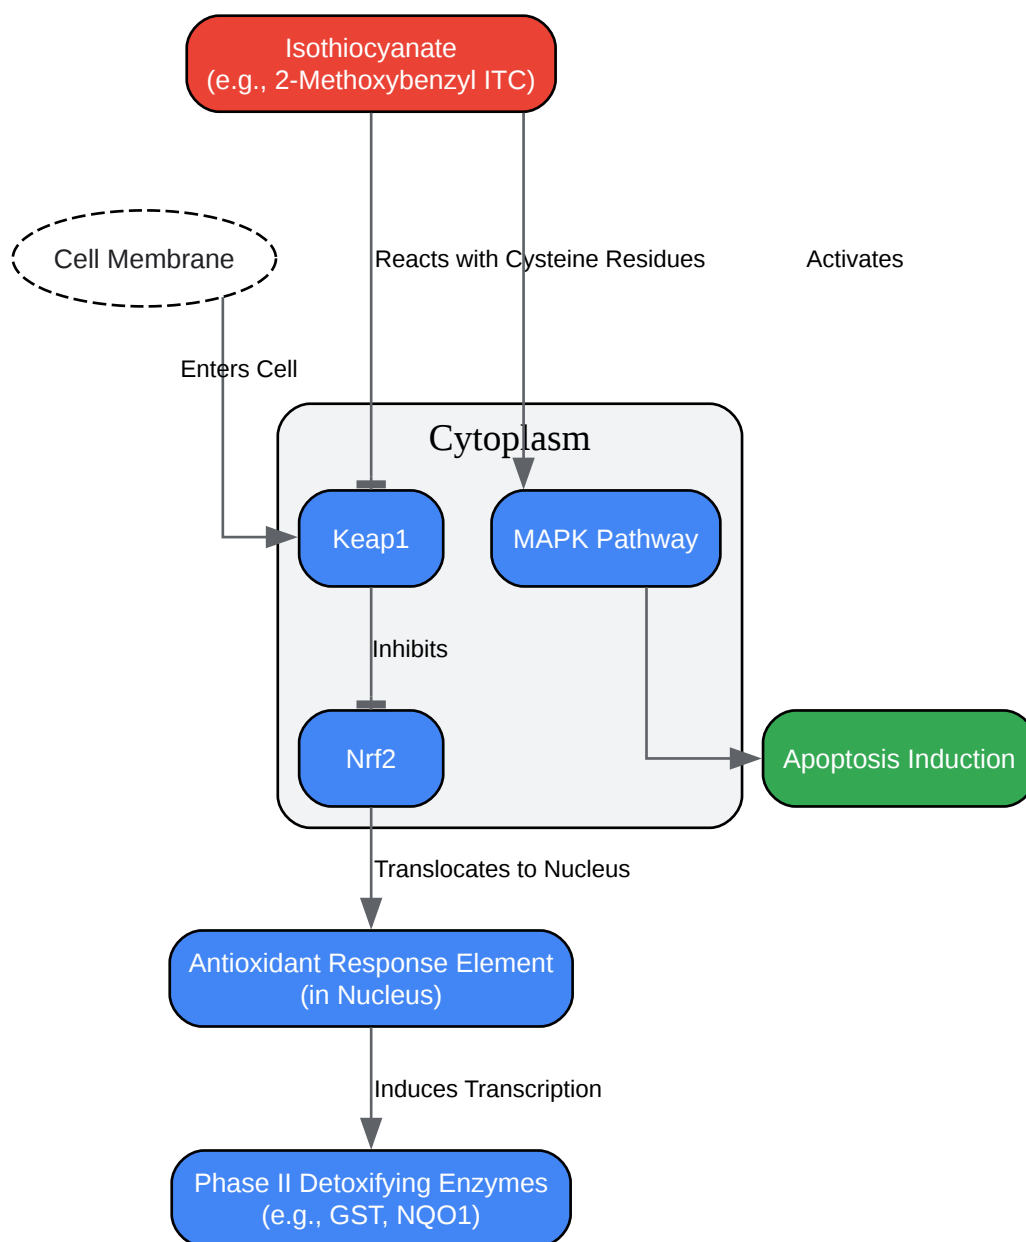 Isothiocyanate
(e.g., 2-Methoxybenzyl ITC)
Cell Membrane
Reacts with Cysteine Residues
Activates
Enters Cell
Cytoplasm
Keap1
MAPK Pathway
Inhibits
Nrf2
Apoptosis Induction
Translocates to Nucleus
Antioxidant Response Element
(in Nucleus)
Induces Transcription
Phase II Detoxifying Enzymes
(e.g., GST, NQO1)